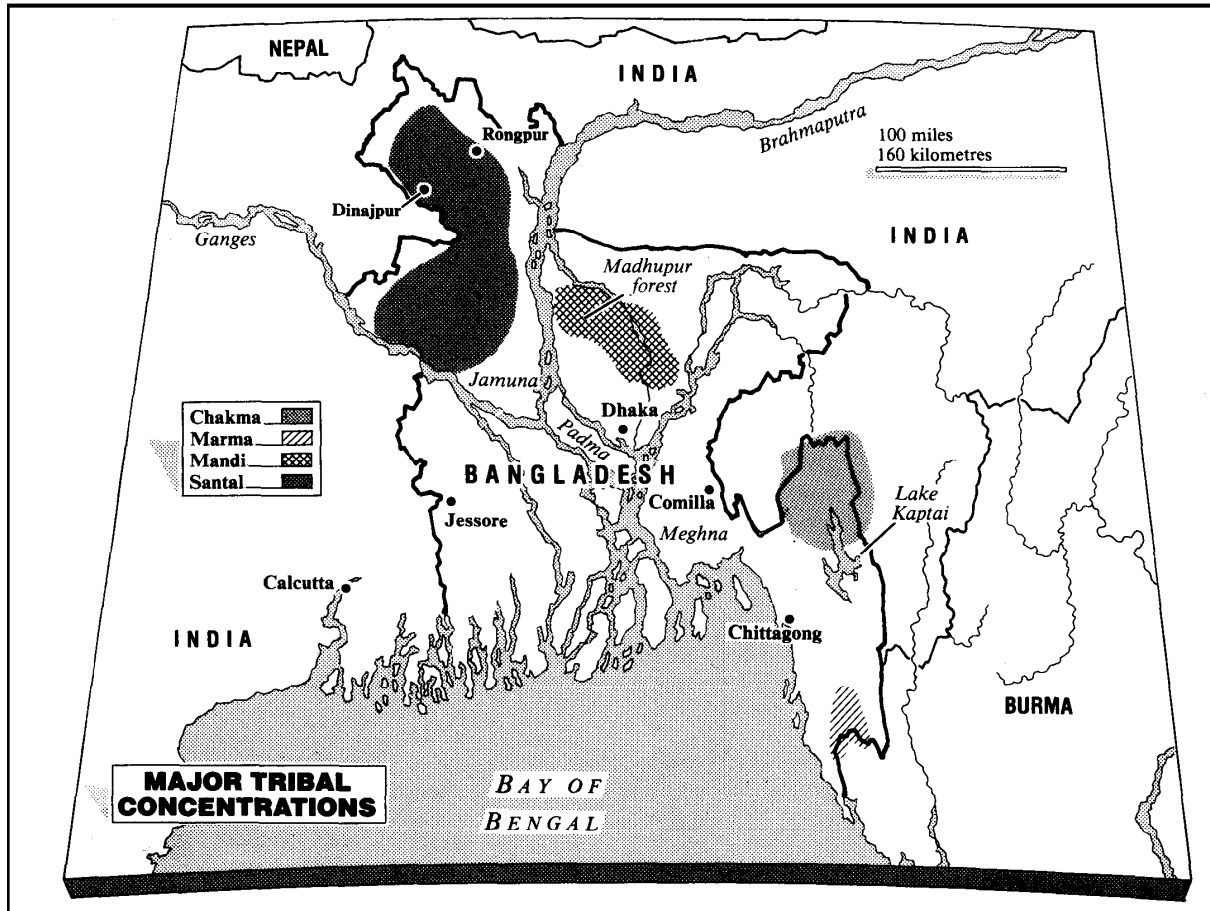 NEPAL
INDIA
Brahmaputra
100 miles
160 kilometres
Rongpur
Dinajpur
Ganges
INDIA
Madhupur
forest
Jamuna
Dhaka
Padma
Chakma
Marma
Mandi
Santal
BANGLADESH
Comilla
Lake
Kaptai
Jessore
Meghna
Calcutta
Chittagong
INDIA
BURMA
MAJOR TRIBAL
CONCENTRATIONS
BAY OF
BENGAL